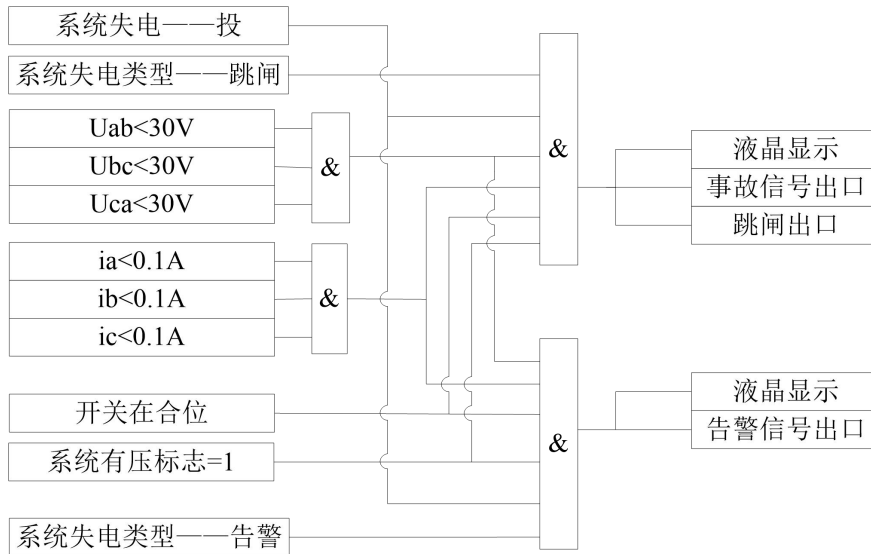 系统失电——投
系统失电类型——跳闸
Uab<30V
Ubc<30V
Uca<30V
&
ia<0.1A
ib<0.1A
ic<0.1A
&
开关在合位
系统有压标志=1
系统失电类型——告警
&
液晶显示
事故信号出口
跳闸出口
&
液晶显示
告警信号出口